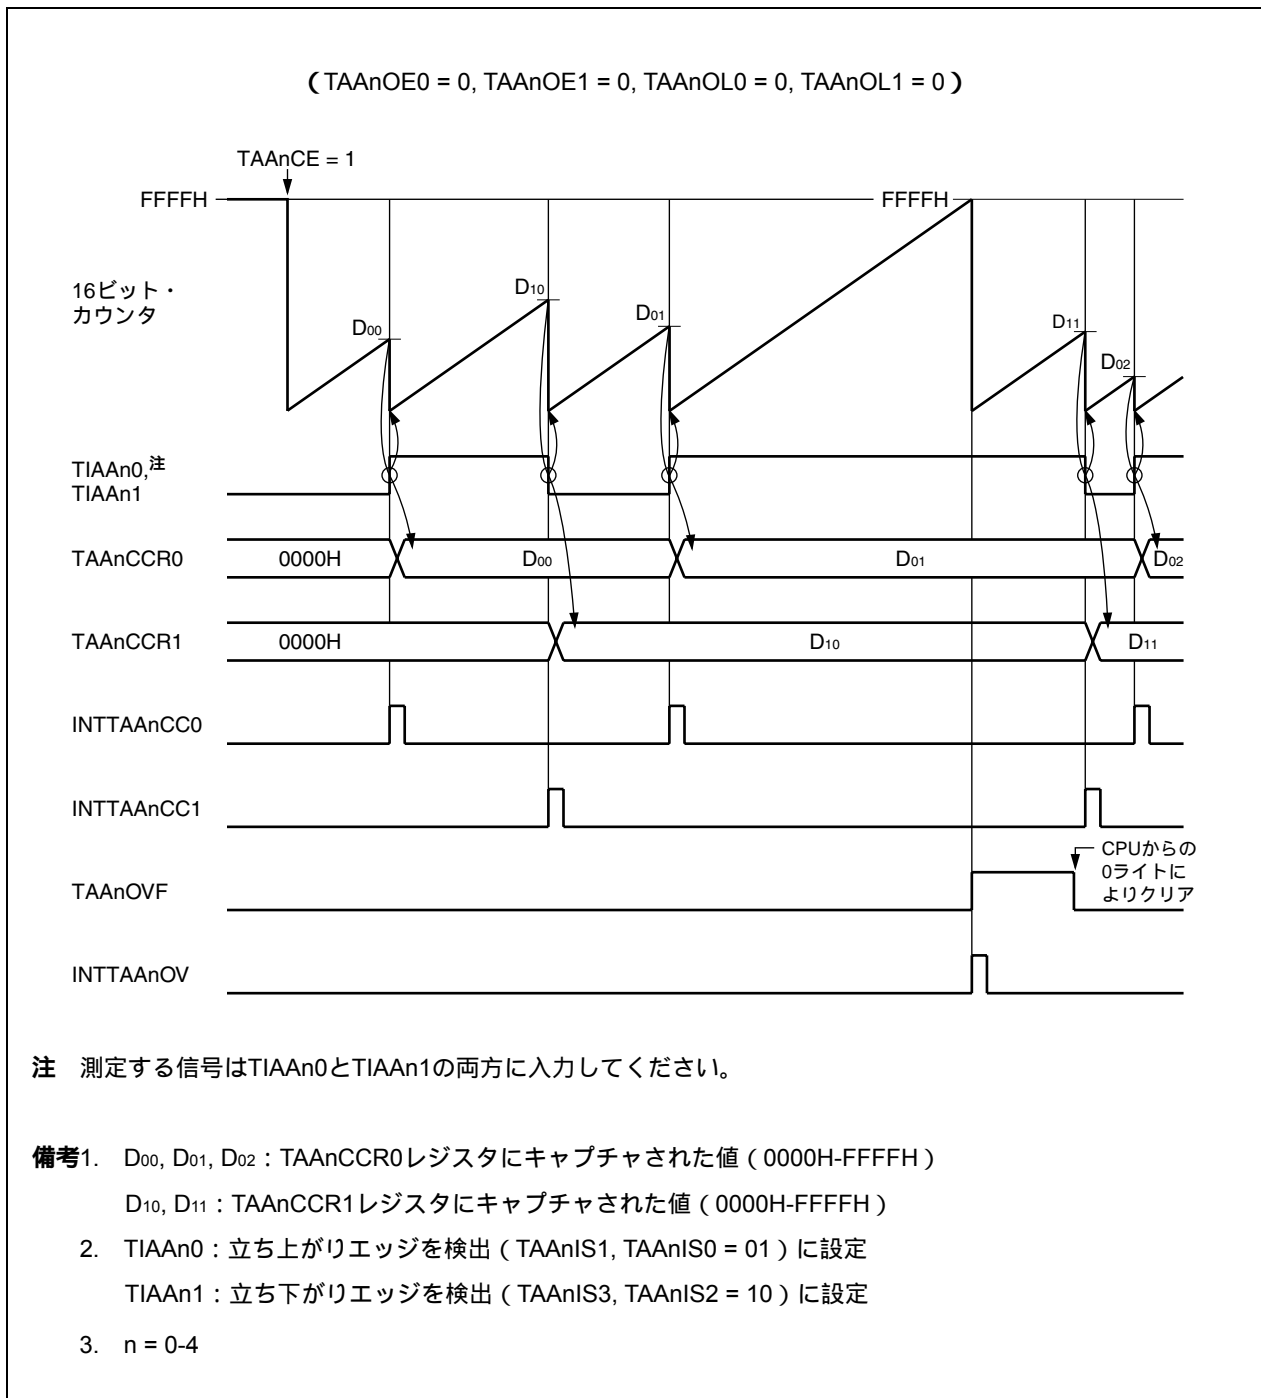 (TAAnOE0 = 0, TAAnOE1 = 0, TAAnOL0 = 0, TAAnOL1 = 0)
TAAnCE = 1
FFFFH
FFFFH
16ビット・
カウンタ
D00
D10
D01
D11
D02
TIAAn0,注
TIAAn1
TAAnCCR0
0000H
D00
D01
D02
TAAnCCR1
0000H
D10
D11
INTTAAnCC0
INTTAAnCC1
CPUからの
0ライトに
よりクリア
TAAnOVF
INTTAAnOV
注 測定する信号はTIAAn0とTIAAn1の両方に入力してください。
備考1. D00, D01, D02:TAAnCCR0レジスタにキャプチャされた値(0000H-FFFFH)
D10, D11:TAAnCCR1レジスタにキャプチャされた値(0000H-FFFFH)
2. TIAAn0:立ち上がりエッジを検出(TAAnIS1, TAAnIS0 = 01)に設定
TIAAn1:立ち下がりエッジを検出(TAAnIS3, TAAnIS2 = 10)に設定
3. n = 0-4